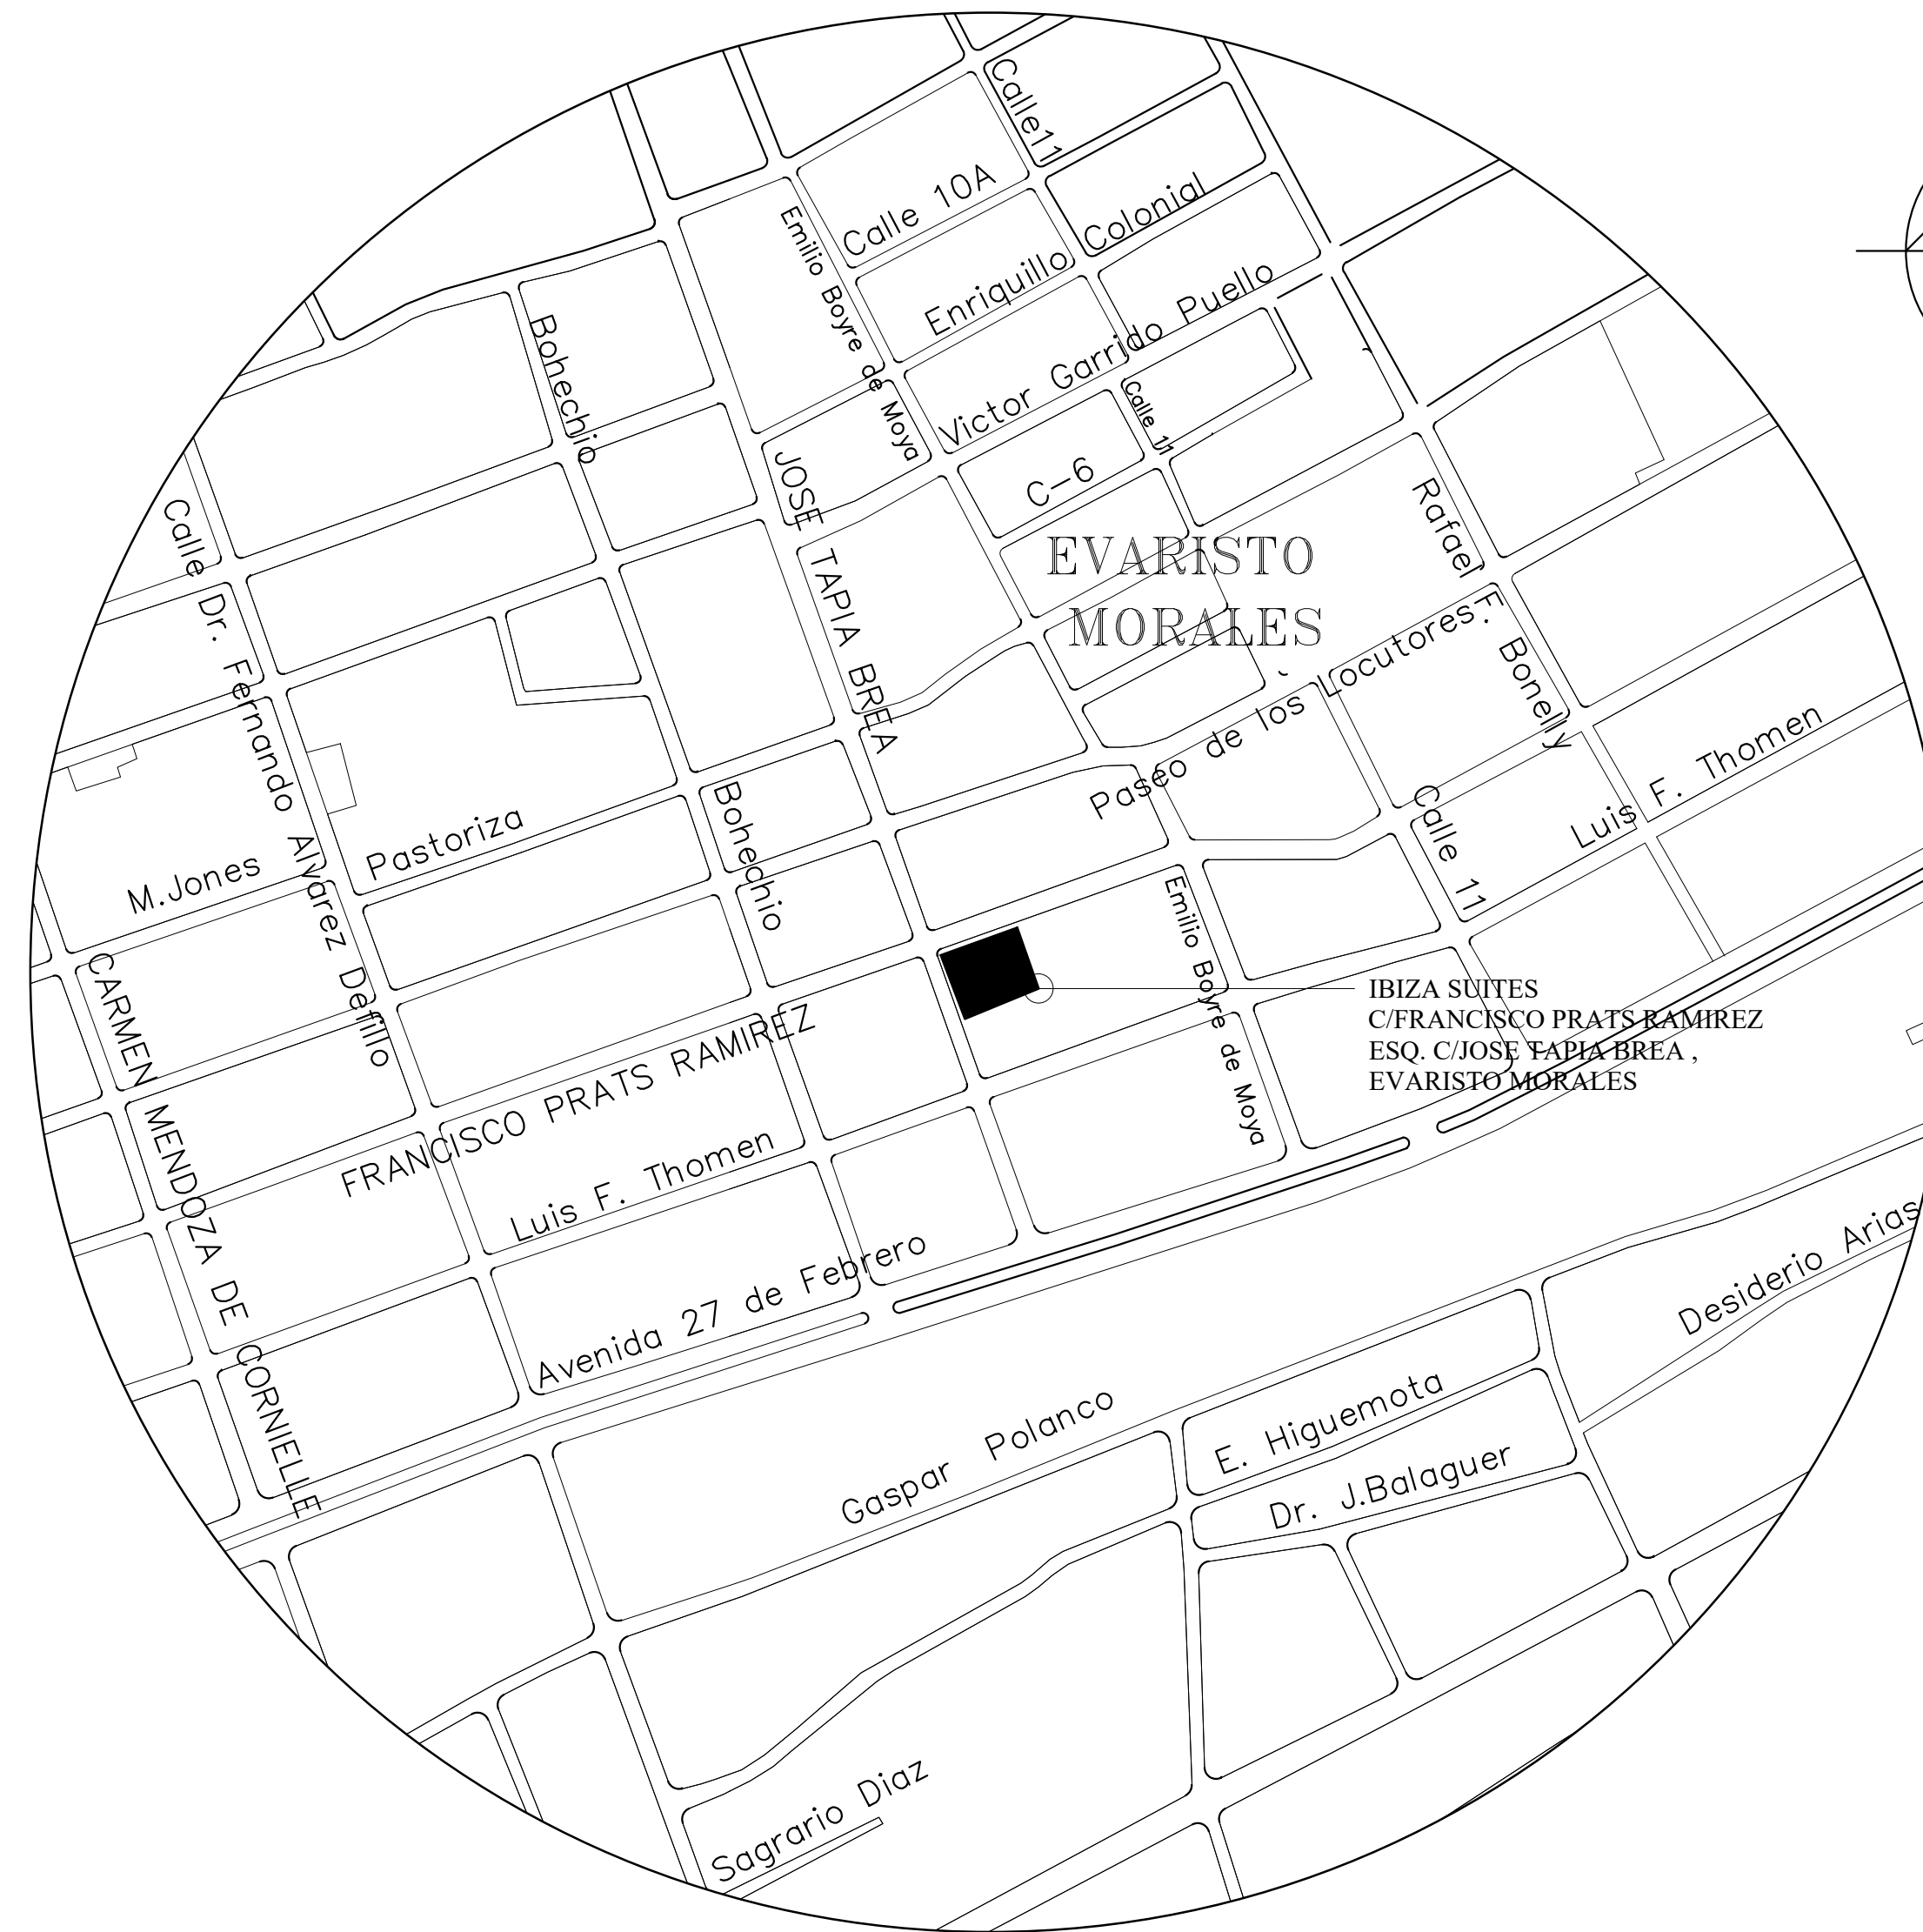 Calle11
Calle 10A
Colonial
Emilio Boyre de Moya
Enriquillo
Victor Garrido Puello
Bohechio
Calle 11
C-6
JOSE TAPIA BREA
Rafael F. Bonelly
Calle Dr. Fernando Alvarez Defillo
EVARISTO
MORALES
Paseo de los Locutores
Luis F. Thomen
Calle 11
Pastoriza
Bohechio
M.Jones
Emilio Boyre de Moya
CARMEN MENDOZA DE CORNIELLE
IBIZA SUITES
C/FRANCISCO PRATS RAMIREZ
ESQ. C/JOSE TAPIA BREA ,
EVARISTO MORALES
FRANCISCO PRATS RAMIREZ
Luis F. Thomen
Avenida 27 de Febrero
Desiderio Arias
Gaspar Polanco
E. Higuemota
Dr. J.Balaguer
Sagrario Diaz